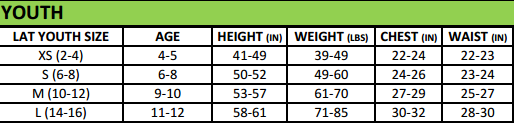 YOUTH
LAT YOUTH SIZE AGE HEIGHT (IN) WEIGHT (LBS) CHEST (IN) WAIST (IN)
XS (2-4) 4-5 41-49 39-49 22-24 22-23
S (6-8) 6-8 50-52 49-60 24-26 23-24
M (10-12) 9-10 53-57 61-70 27-29 25-27
L (14-16) 11-12 58-61 71-85 30-32 28-30